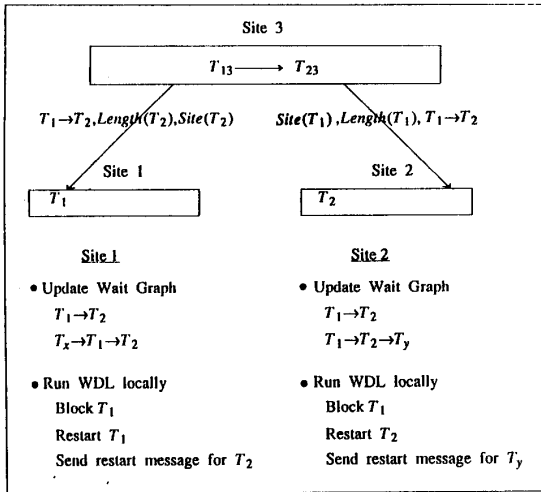 Site 3
T13 → T23
T1→T2,Length(T2),Site(T2)
Site(T1),Length(T1), T1→T2
Site 1
Site 2
T1
T2
Site 1
• Update Wait Graph
T1→T2
Tx→T1→T2
• Run WDL locally
Block T1
Restart T1
Send restart message for T2
Site 2
• Update Wait Graph
T1→T2
T1→T2→Ty
• Run WDL locally
Block T1
Restart T2
Send restart message for Ty